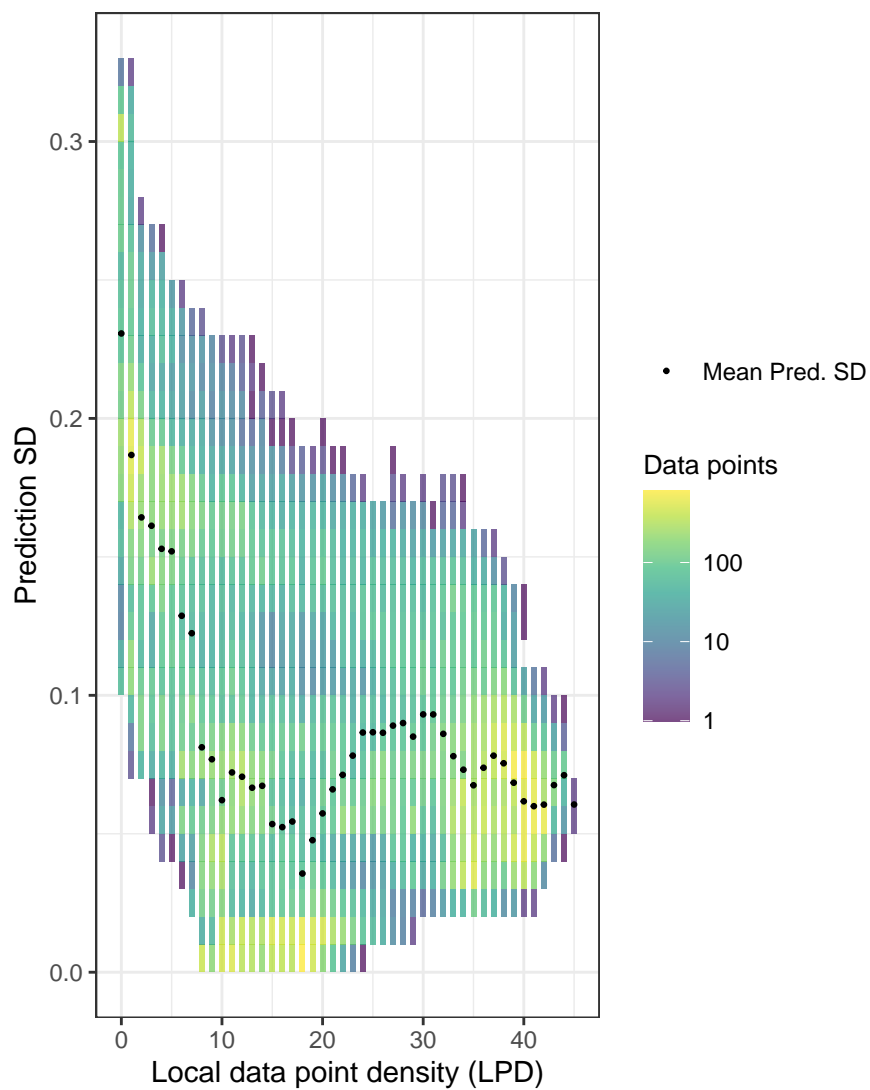 0.3
0.2
0.1
0.0
Prediction SD
0 10 20 30 40
Local data point density (LPD)
Mean Pred. SD
Data points
100
10
1